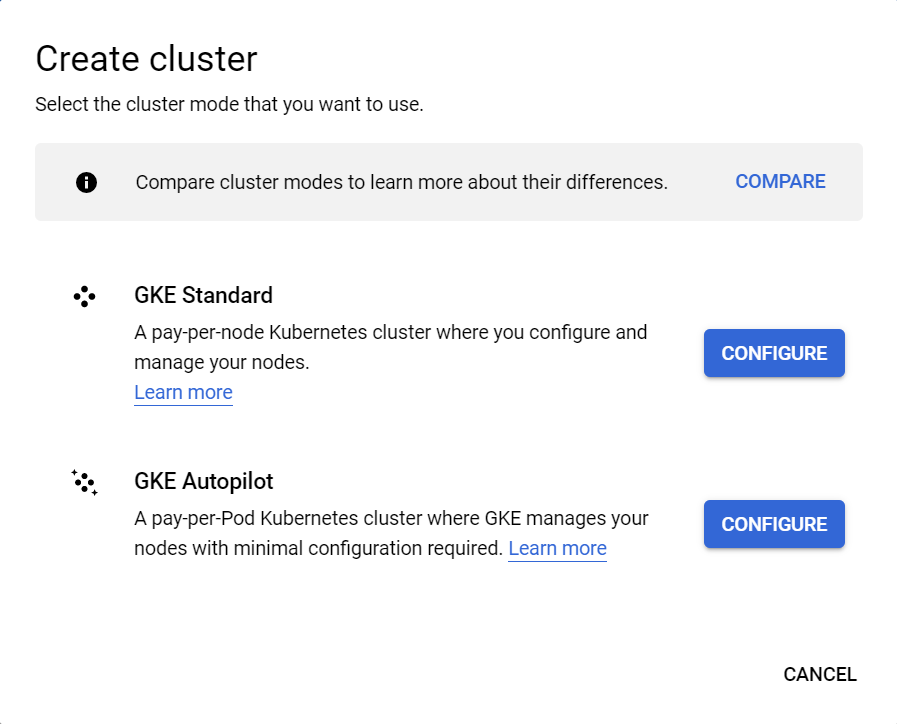 Create cluster
Select the cluster mode that you want to use.
Compare cluster modes to learn more about their differences.
COMPARE
GKE Standard
A pay-per-node Kubernetes cluster where you configure and
manage your nodes.
Learn more
CONFIGURE
GKE Autopilot
A pay-per-Pod Kubernetes cluster where GKE manages your
nodes with minimal configuration required. Learn more
CONFIGURE
CANCEL